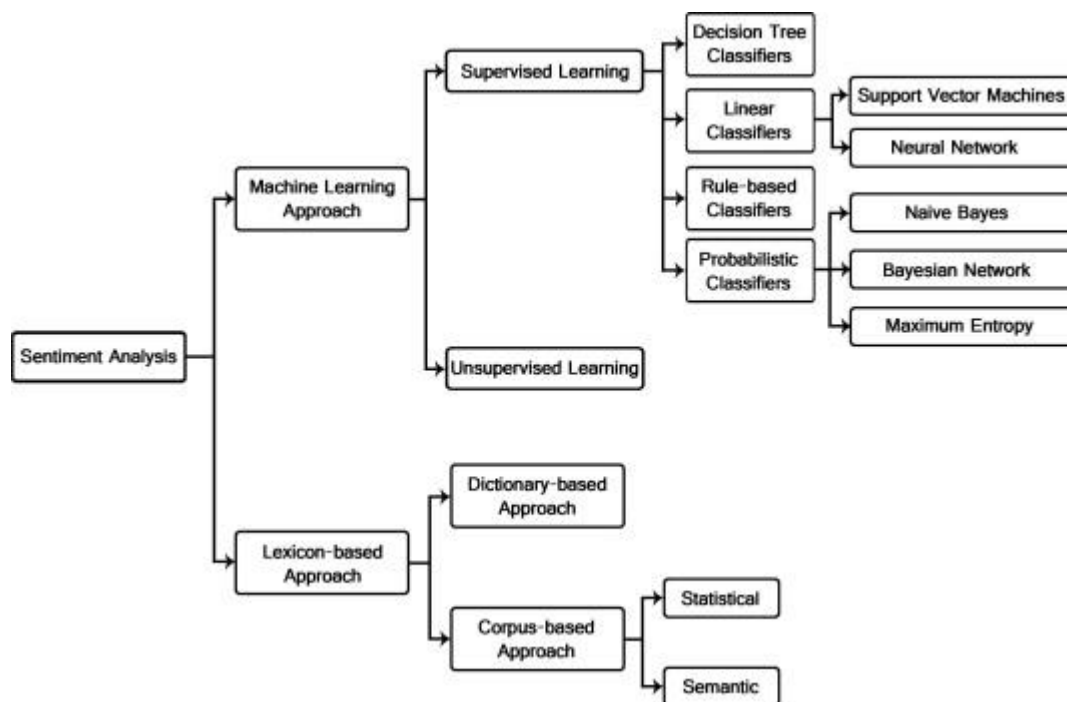 Decision Tree
Classifiers
Supervised Learning
Support Vector Machines
Linear
Classifiers
Neural Network
Machine Learning
Approach
Rule-based
Classifiers
Naive Bayes
Probabilistic
Classifiers
Bayesian Network
Maximum Entropy
Sentiment Analysis
Unsupervised Learning
Dictionary-based
Approach
Lexicon-based
Approach
Statistical
Corpus-based
Approach
Semantic